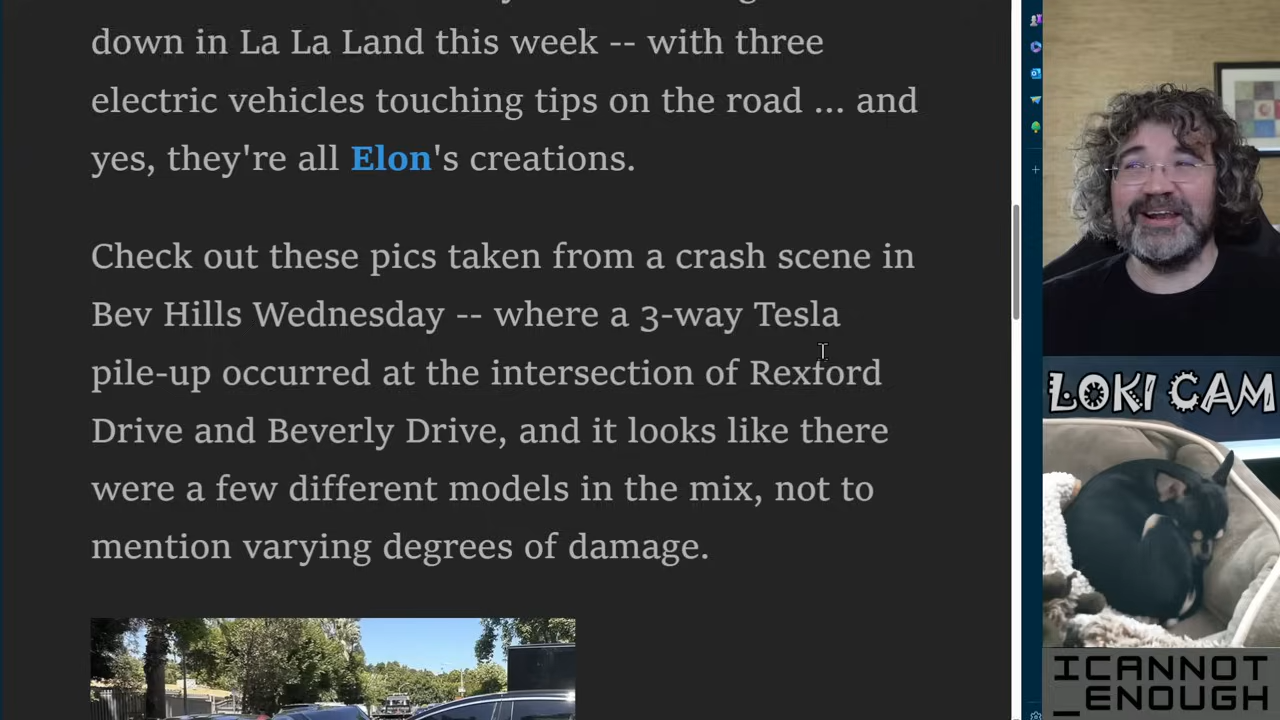 down in La La Land this week -- with three
electric vehicles touching tips on the road ... and
yes, they're all Elon's creations.
Check out these pics taken from a crash scene in
Bev Hills Wednesday -- where a 3-way Tesla
pile-up occurred at the intersection of Rexford
Drive and Beverly Drive, and it looks like there
were a few different models in the mix, not to
mention varying degrees of damage.
LOKI CAM
ICANNOT
_ENOUGH